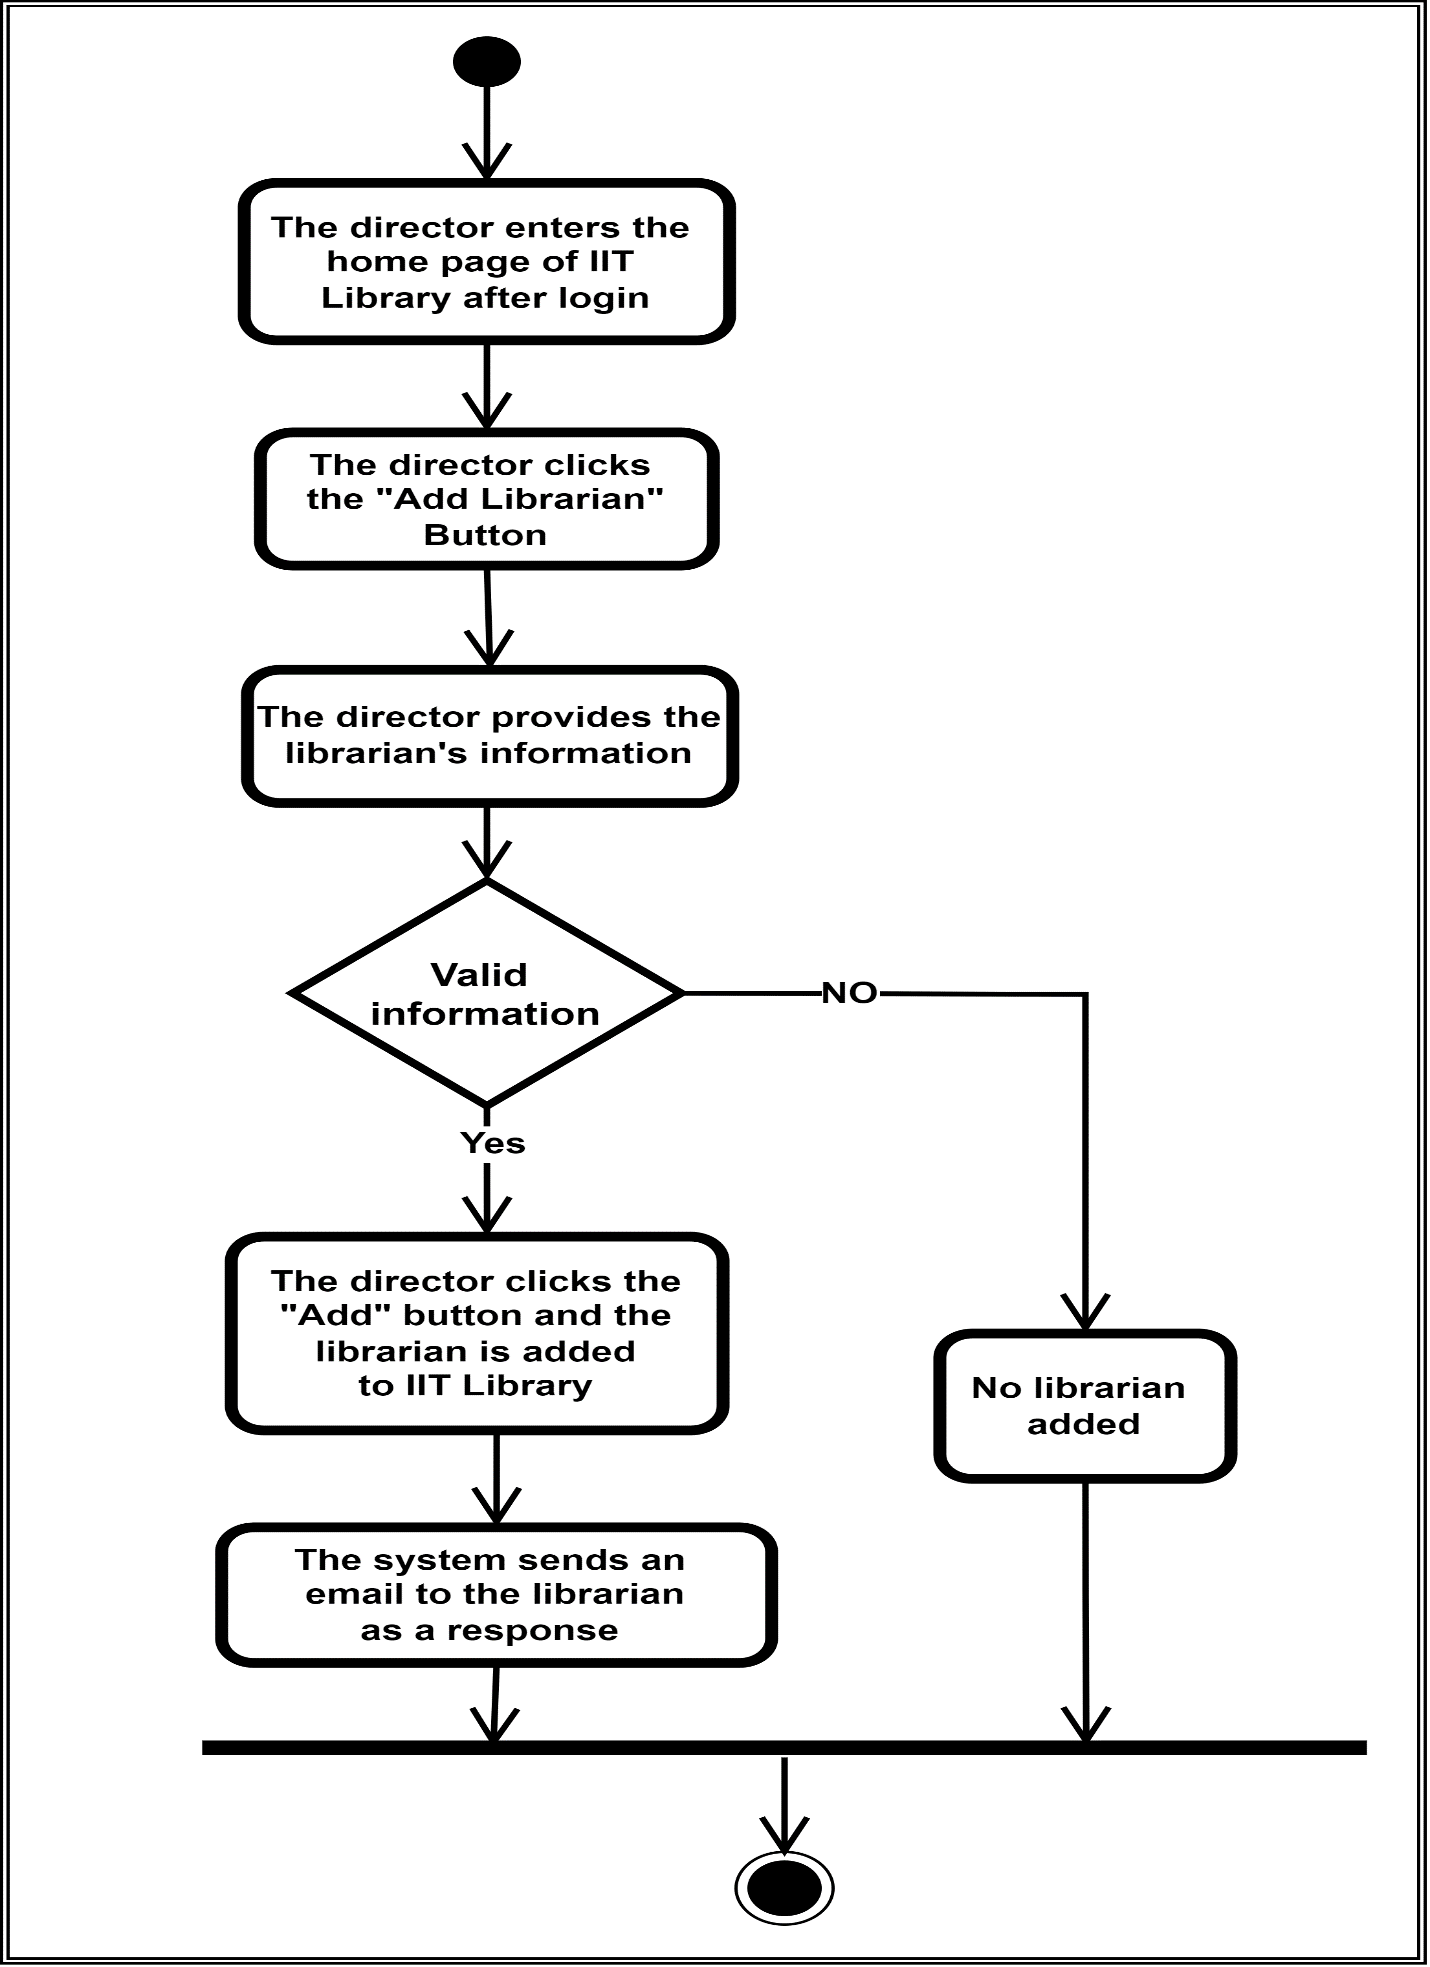 The director enters the
home page of IIT
Library after login
The director clicks
the "Add Librarian"
Button
The director provides the
librarian's information
Valid
information
NO
Yes
The director clicks the
"Add" button and the
librarian is added
to IIT Library
No librarian
added
The system sends an
email to the librarian
as a response